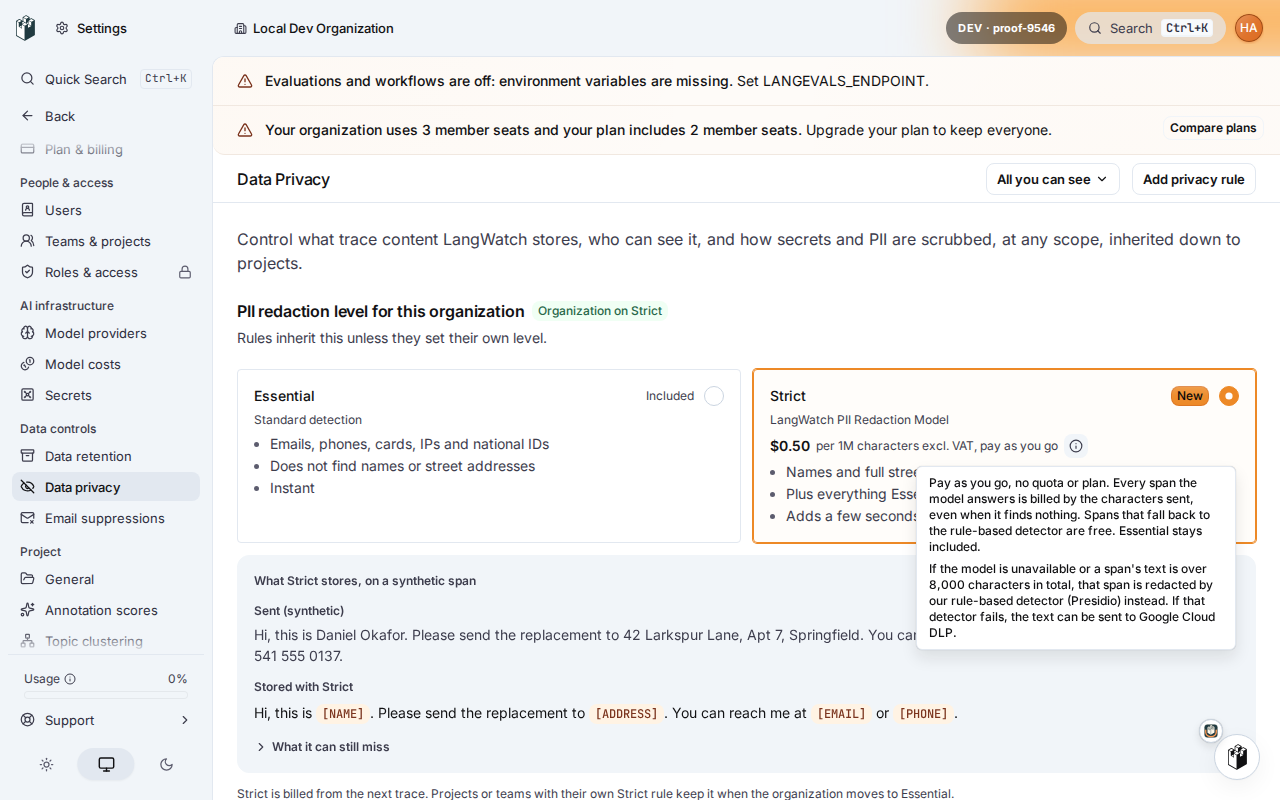 Settings
Local Dev Organization
DEV · proof-9546
Search Ctrl+K
HA
Quick Search Ctrl+K
Back
Plan & billing
People & access
Users
Teams & projects
Roles & access
AI infrastructure
Model providers
Model costs
Secrets
Data controls
Data retention
Data privacy
Email suppressions
Project
General
Annotation scores
Topic clustering
Usage 0%
Support
Evaluations and workflows are off: environment variables are missing. Set LANGEVALS_ENDPOINT.
Your organization uses 3 member seats and your plan includes 2 member seats. Upgrade your plan to keep everyone.
Compare plans
Data Privacy
All you can see
Add privacy rule
Control what trace content LangWatch stores, who can see it, and how secrets and PII are scrubbed, at any scope, inherited down to
projects.
PII redaction level for this organization Organization on Strict
Rules inherit this unless they set their own level.
Essential Included
Standard detection
• Emails, phones, cards, IPs and national IDs
• Does not find names or street addresses
• Instant
Strict New
LangWatch PII Redaction Model
$0.50 per 1M characters excl. VAT, pay as you go
• Names and full
• Plus everything
• Adds a few seconds
Pay as you go, no quota or plan. Every span the
model answers is billed by the characters sent,
even when it finds nothing. Spans that fall back to
the rule-based detector are free. Essential stays
included.
If the model is unavailable or a span's text is over
8,000 characters in total, that span is redacted by
our rule-based detector (Presidio) instead. If that
detector fails, the text can be sent to Google Cloud
DLP.
What Strict stores, on a synthetic span
Sent (synthetic)
Hi, this is Daniel Okafor. Please send the replacement to 42 Larkspur Lane, Apt 7, Springfield. You
541 555 0137.
Stored with Strict
Hi, this is [NAME] . Please send the replacement to [ADDRESS] . You can reach me at [EMAIL] or [PHONE] .
What it can still miss
Strict is billed from the next trace. Projects or teams with their own Strict rule keep it when the organization moves to Essential.